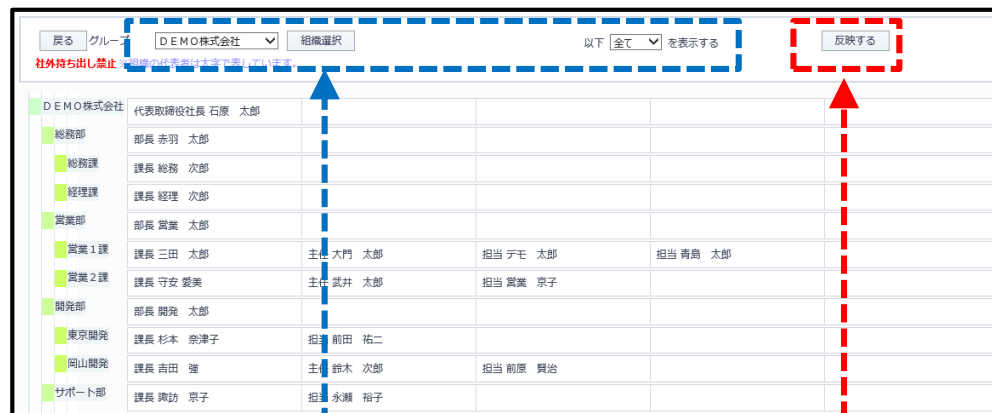 戻る グループ DEMO株式会社 組織選択 以下 全て を表示する 反映する
社外持ち出し禁止 ※組織の代表者は太字で表しています。
DEMO株式会社 代表取締役社長 石原 太郎
総務部 部長 赤羽 太郎
総務課 課長 総務 次郎
経理課 課長 経理 次郎
営業部 部長 営業 太郎
営業1課 課長 三田 太郎 主任 大門 太郎 担当 デモ 太郎 担当 青島 太郎
営業2課 課長 守安 愛美 主任 武井 太郎 担当 営業 京子
開発部 部長 開発 太郎
東京開発 課長 杉本 奈津子 担当 前田 祐二
岡山開発 課長 吉田 強 主任 鈴木 次郎 担当 前原 賢治
サポート部 課長 諏訪 京子 担当 永瀬 裕子